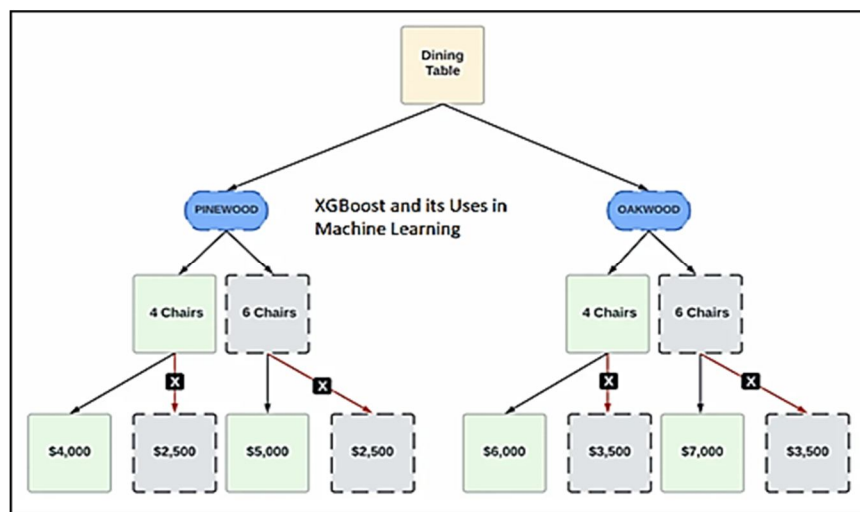 Dining
Table
PINEWOOD
XGBoost and its Uses in
Machine Learning
OAKWOOD
4 Chairs
6 Chairs
4 Chairs
6 Chairs
X
X
X
X
$4,000
$2,500
$5,000
$2,500
$6,000
$3,500
$7,000
$3,500